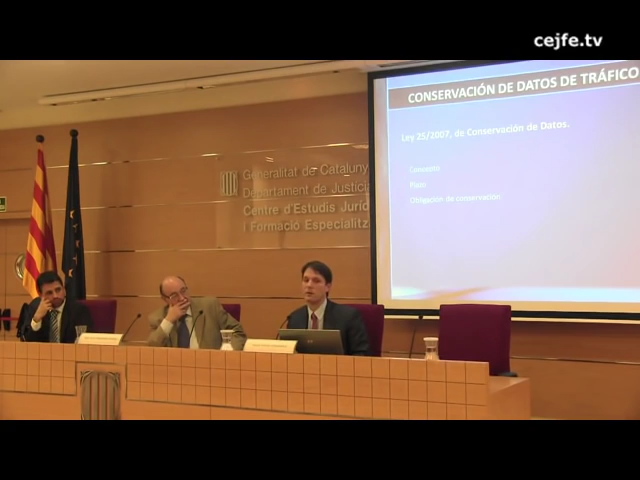 cejfe.tv
CONSERVACIÓN DE DATOS DE TRÁFICO
Ley 25/2007, de Conservación de Datos.
Concepto
Plazo
Obligación de conservación
Generalitat de Catalunya
Departament de Justícia
Centre d'Estudis Juríd
i Formació Especialitz